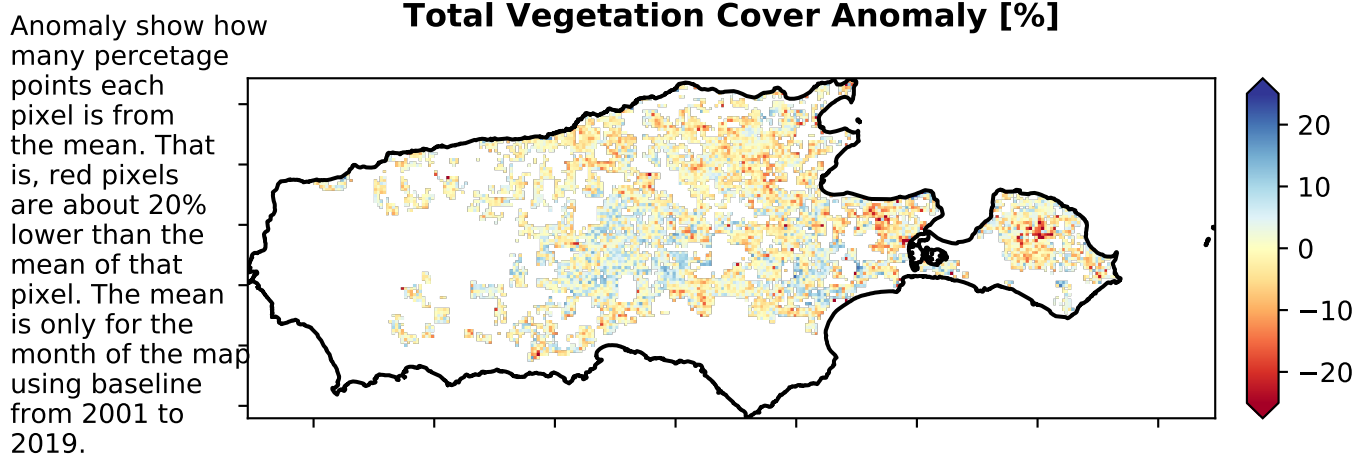 Total Vegetation Cover Anomaly [%]
Anomaly show how
many percetage
points each
pixel is from
the mean. That
is, red pixels
are about 20%
lower than the
mean of that
pixel. The mean
is only for the
month of the map
using baseline
from 2001 to
2019.
20
10
0
−10
−20